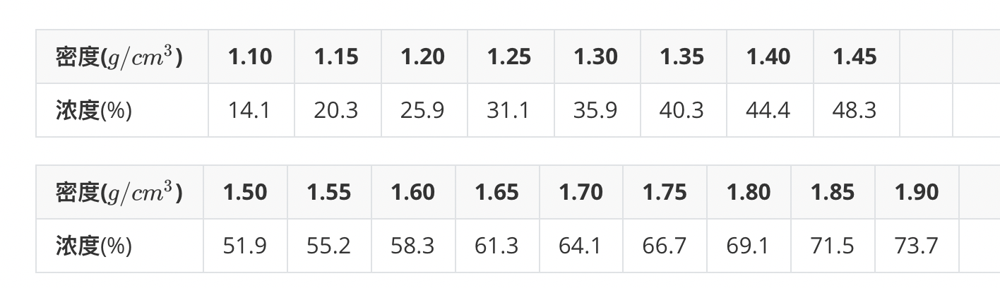 密度(g/cm³) 1.10 1.15 1.20 1.25 1.30 1.35 1.40 1.45
浓度(%) 14.1 20.3 25.9 31.1 35.9 40.3 44.4 48.3
密度(g/cm³) 1.50 1.55 1.60 1.65 1.70 1.75 1.80 1.85 1.90
浓度(%) 51.9 55.2 58.3 61.3 64.1 66.7 69.1 71.5 73.7